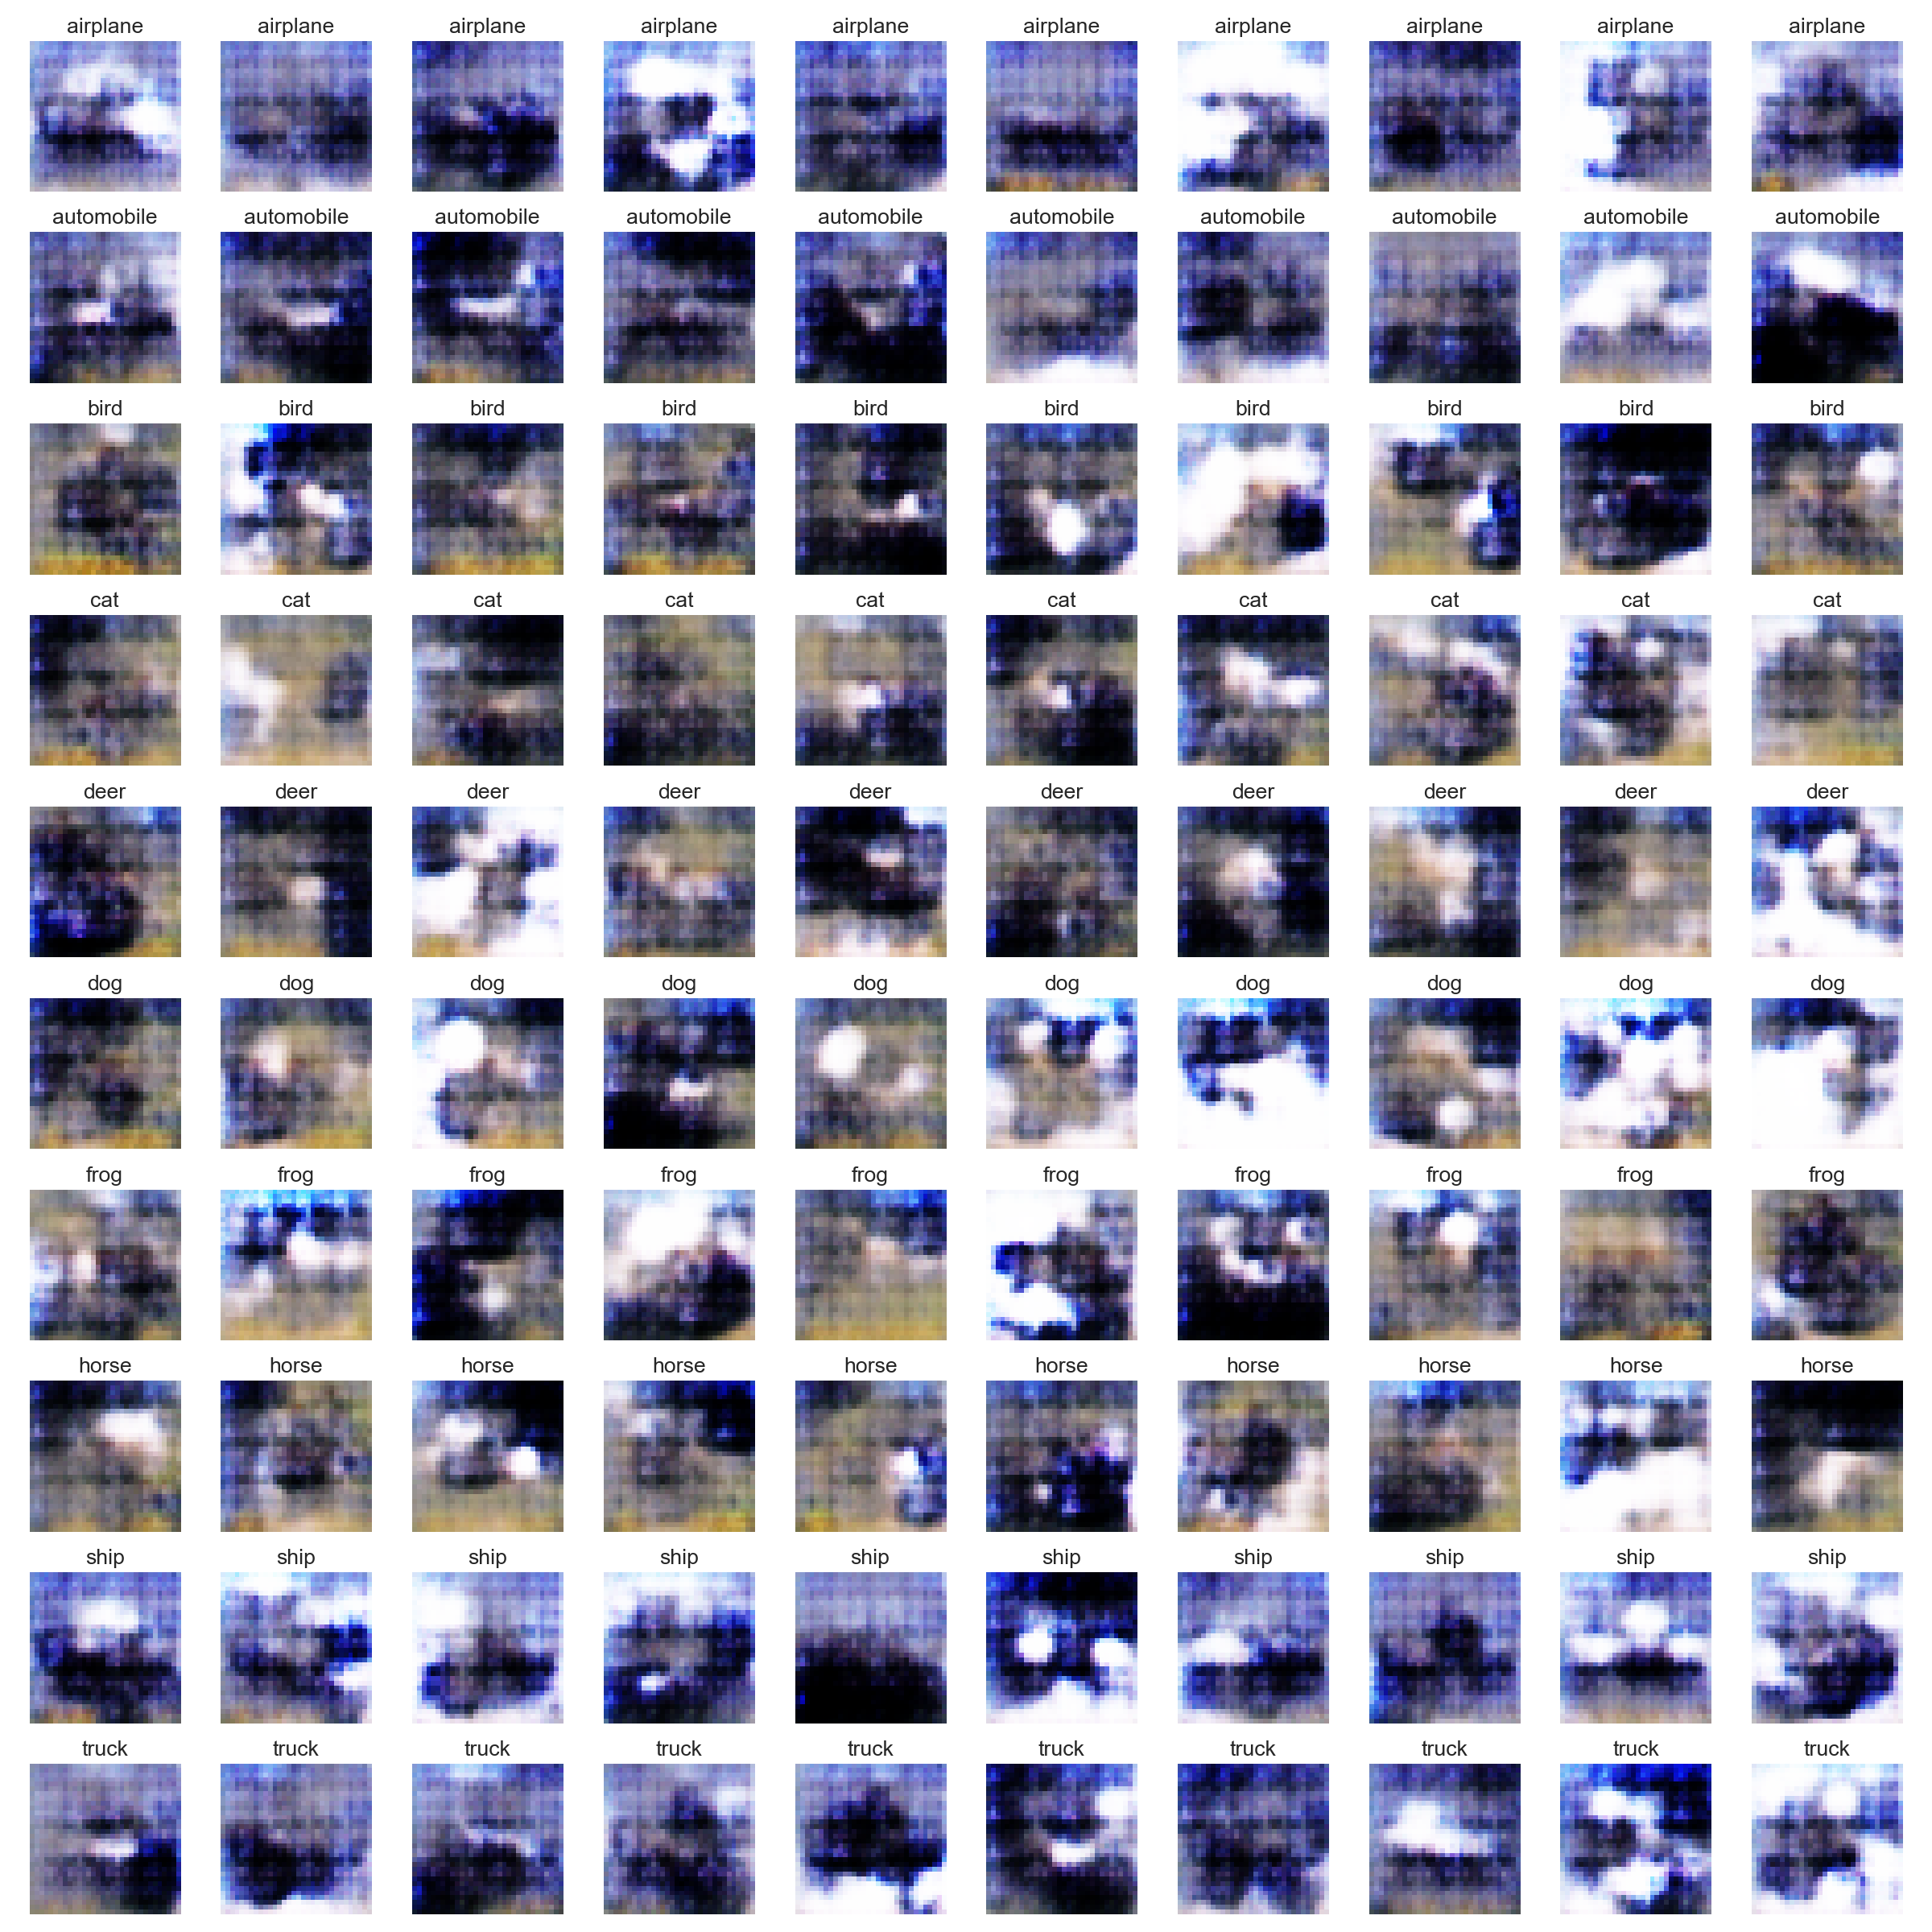 airplane airplane airplane airplane airplane airplane airplane airplane airplane airplane
automobile automobile automobile automobile automobile automobile automobile automobile automobile automobile
bird bird bird bird bird bird bird bird bird bird
cat cat cat cat cat cat cat cat cat cat
deer deer deer deer deer deer deer deer deer deer
dog dog dog dog dog dog dog dog dog dog
frog frog frog frog frog frog frog frog frog frog
horse horse horse horse horse horse horse horse horse horse
ship ship ship ship ship ship ship ship ship ship
truck truck truck truck truck truck truck truck truck truck